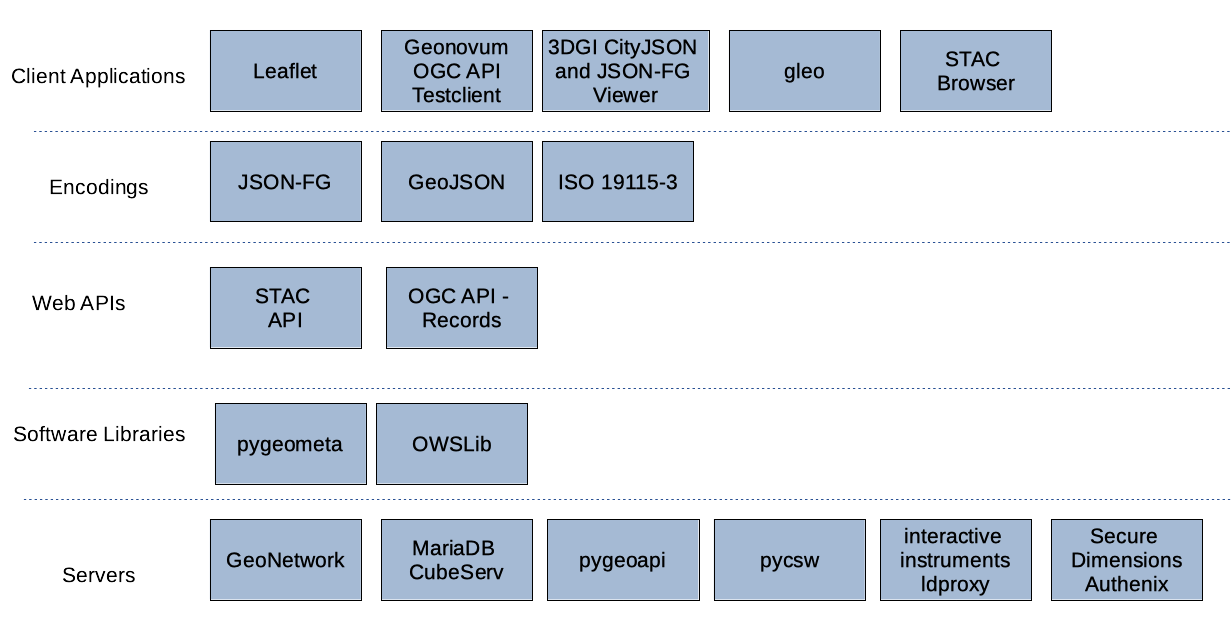 Client Applications
Leaflet
Geonovum
OGC API
Testclient
3DGI CityJSON
and JSON-FG
Viewer
gleo
STAC
Browser
Encodings
JSON-FG
GeoJSON
ISO 19115-3
Web APIs
STAC
API
OGC API -
Records
Software Libraries
pygeometa
OWSLib
Servers
GeoNetwork
MariaDB
CubeServ
pygeoapi
pycsw
interactive
instruments
ldproxy
Secure
Dimensions
Authenix